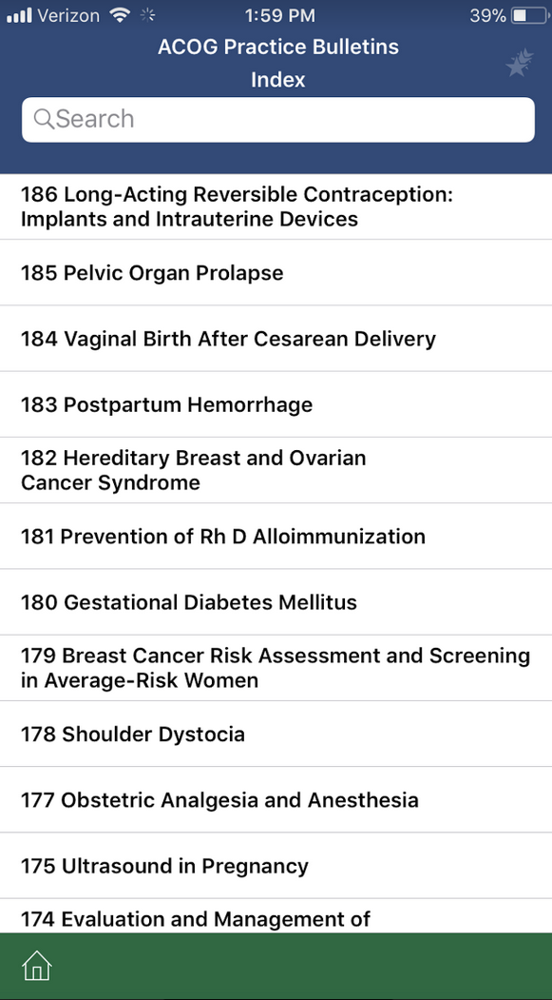 Verizon 1:59 PM 39%
ACOG Practice Bulletins
Index
Search
186 Long-Acting Reversible Contraception:
Implants and Intrauterine Devices
185 Pelvic Organ Prolapse
184 Vaginal Birth After Cesarean Delivery
183 Postpartum Hemorrhage
182 Hereditary Breast and Ovarian
Cancer Syndrome
181 Prevention of Rh D Alloimmunization
180 Gestational Diabetes Mellitus
179 Breast Cancer Risk Assessment and Screening
in Average-Risk Women
178 Shoulder Dystocia
177 Obstetric Analgesia and Anesthesia
175 Ultrasound in Pregnancy
174 Evaluation and Management of